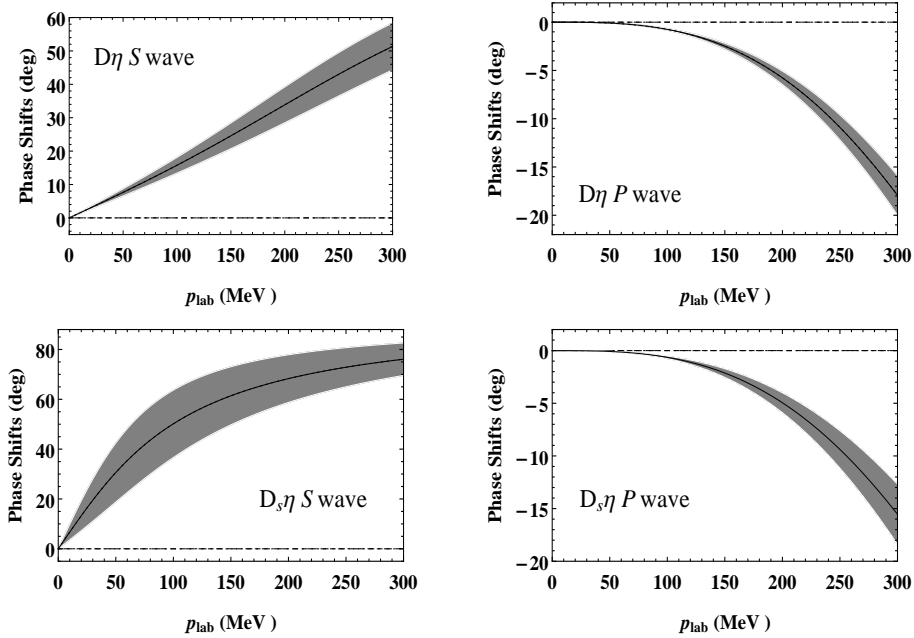 Phase Shifts (deg)
60
50
40
30
20
10
0
Dη S wave
0 50 100 150 200 250 300
p_lab (MeV )
Phase Shifts (deg)
0
−5
−10
−15
−20
Dη P wave
0 50 100 150 200 250 300
p_lab (MeV )
Phase Shifts (deg)
80
60
40
20
0
D_sη S wave
0 50 100 150 200 250 300
p_lab (MeV )
Phase Shifts (deg)
0
−5
−10
−15
−20
D_sη P wave
0 50 100 150 200 250 300
p_lab (MeV )